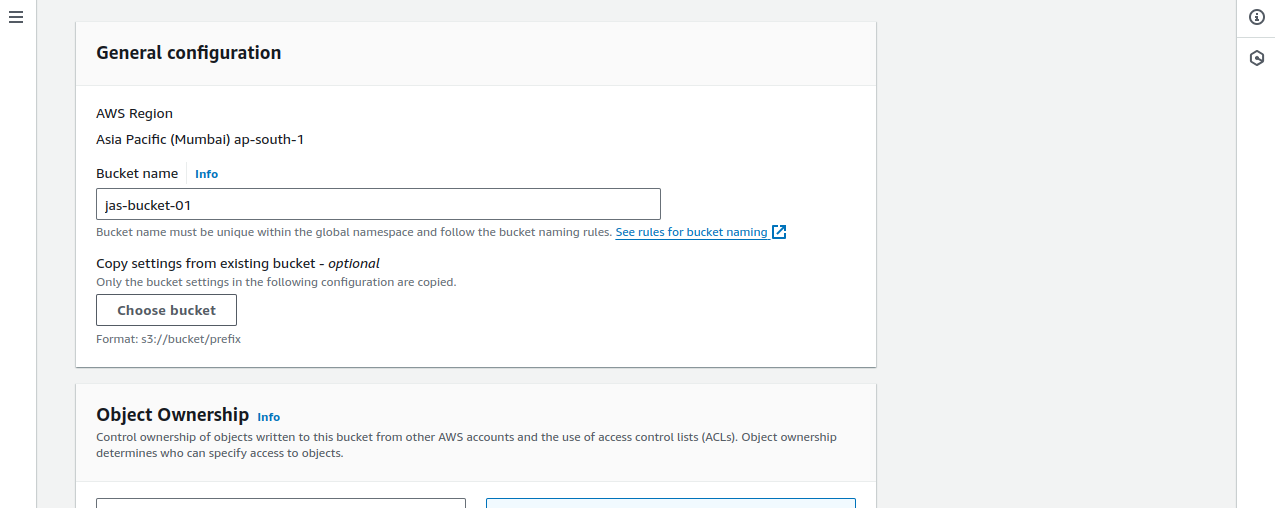 General configuration
AWS Region
Asia Pacific (Mumbai) ap-south-1
Bucket name Info
jas-bucket-01
Bucket name must be unique within the global namespace and follow the bucket naming rules. See rules for bucket naming
Copy settings from existing bucket - optional
Only the bucket settings in the following configuration are copied.
Choose bucket
Format: s3://bucket/prefix
Object Ownership Info
Control ownership of objects written to this bucket from other AWS accounts and the use of access control lists (ACLs). Object ownership
determines who can specify access to objects.